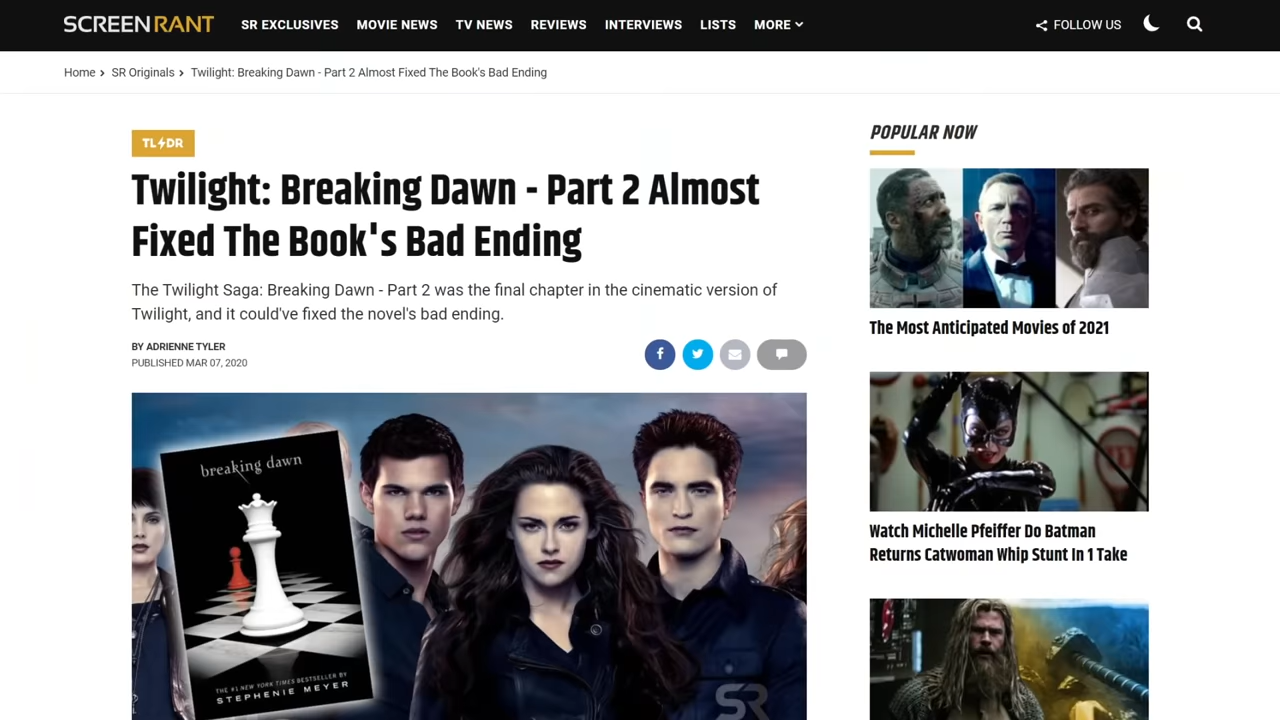 SCREENRANT
SR EXCLUSIVES MOVIE NEWS TV NEWS REVIEWS INTERVIEWS LISTS MORE
FOLLOW US
Home > SR Originals > Twilight: Breaking Dawn - Part 2 Almost Fixed The Book's Bad Ending
TL DR
Twilight: Breaking Dawn - Part 2 Almost
Fixed The Book's Bad Ending
The Twilight Saga: Breaking Dawn - Part 2 was the final chapter in the cinematic version of
Twilight, and it could've fixed the novel's bad ending.
BY ADRIENNE TYLER
PUBLISHED MAR 07, 2020
breaking dawn
THE #1 NEW YORK TIMES BESTSELLER BY
STEPHENIE MEYER
SR
POPULAR NOW
The Most Anticipated Movies of 2021
Watch Michelle Pfeiffer Do Batman
Returns Catwoman Whip Stunt In 1 Take